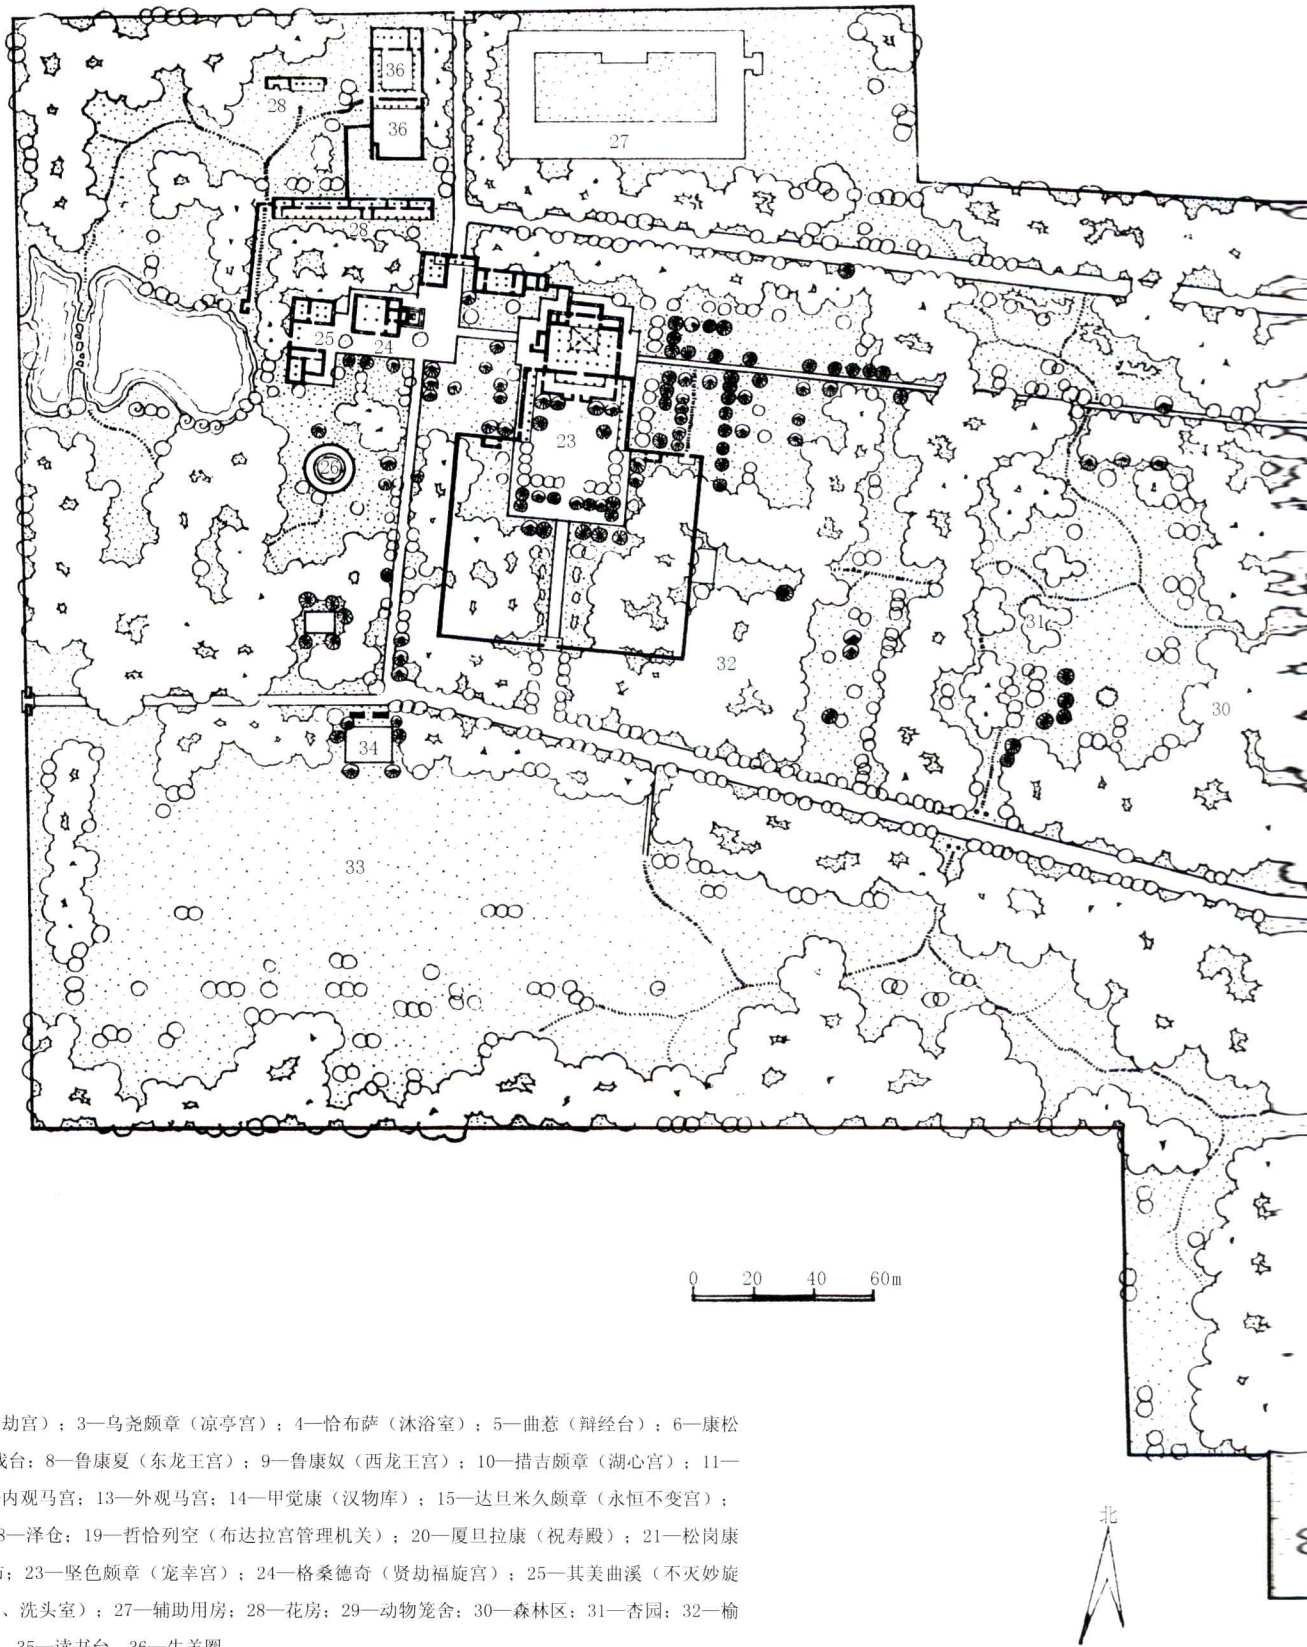 36
28
36
27
28
25
24
23
26
31
32
30
34
33
0 20 40 60m
北
劫宫）；3—乌尧颇章（凉亭宫）；4—恰布萨（沐浴室）；5—曲惹（辩经台）；6—康松
戏台；8—鲁康夏（东龙王宫）；9—鲁康奴（西龙王宫）；10—措吉颇章（湖心宫）；11—
内观马宫；13—外观马宫；14—甲觉康（汉物库）；15—达旦米久颇章（永恒不变宫）；
8—泽仓；19—哲恰列空（布达拉宫管理机关）；20—厦旦拉康（祝寿殿）；21—松岗康
；23—坚色颇章（宠幸宫）；24—格桑德奇（贤劫福旋宫）；25—其美曲溪（不灭妙旋
、洗头室）；27—辅助用房；28—花房；29—动物笼舍；30—森林区；31—杏园；32—榆
35—读书台 36—牛羊圈